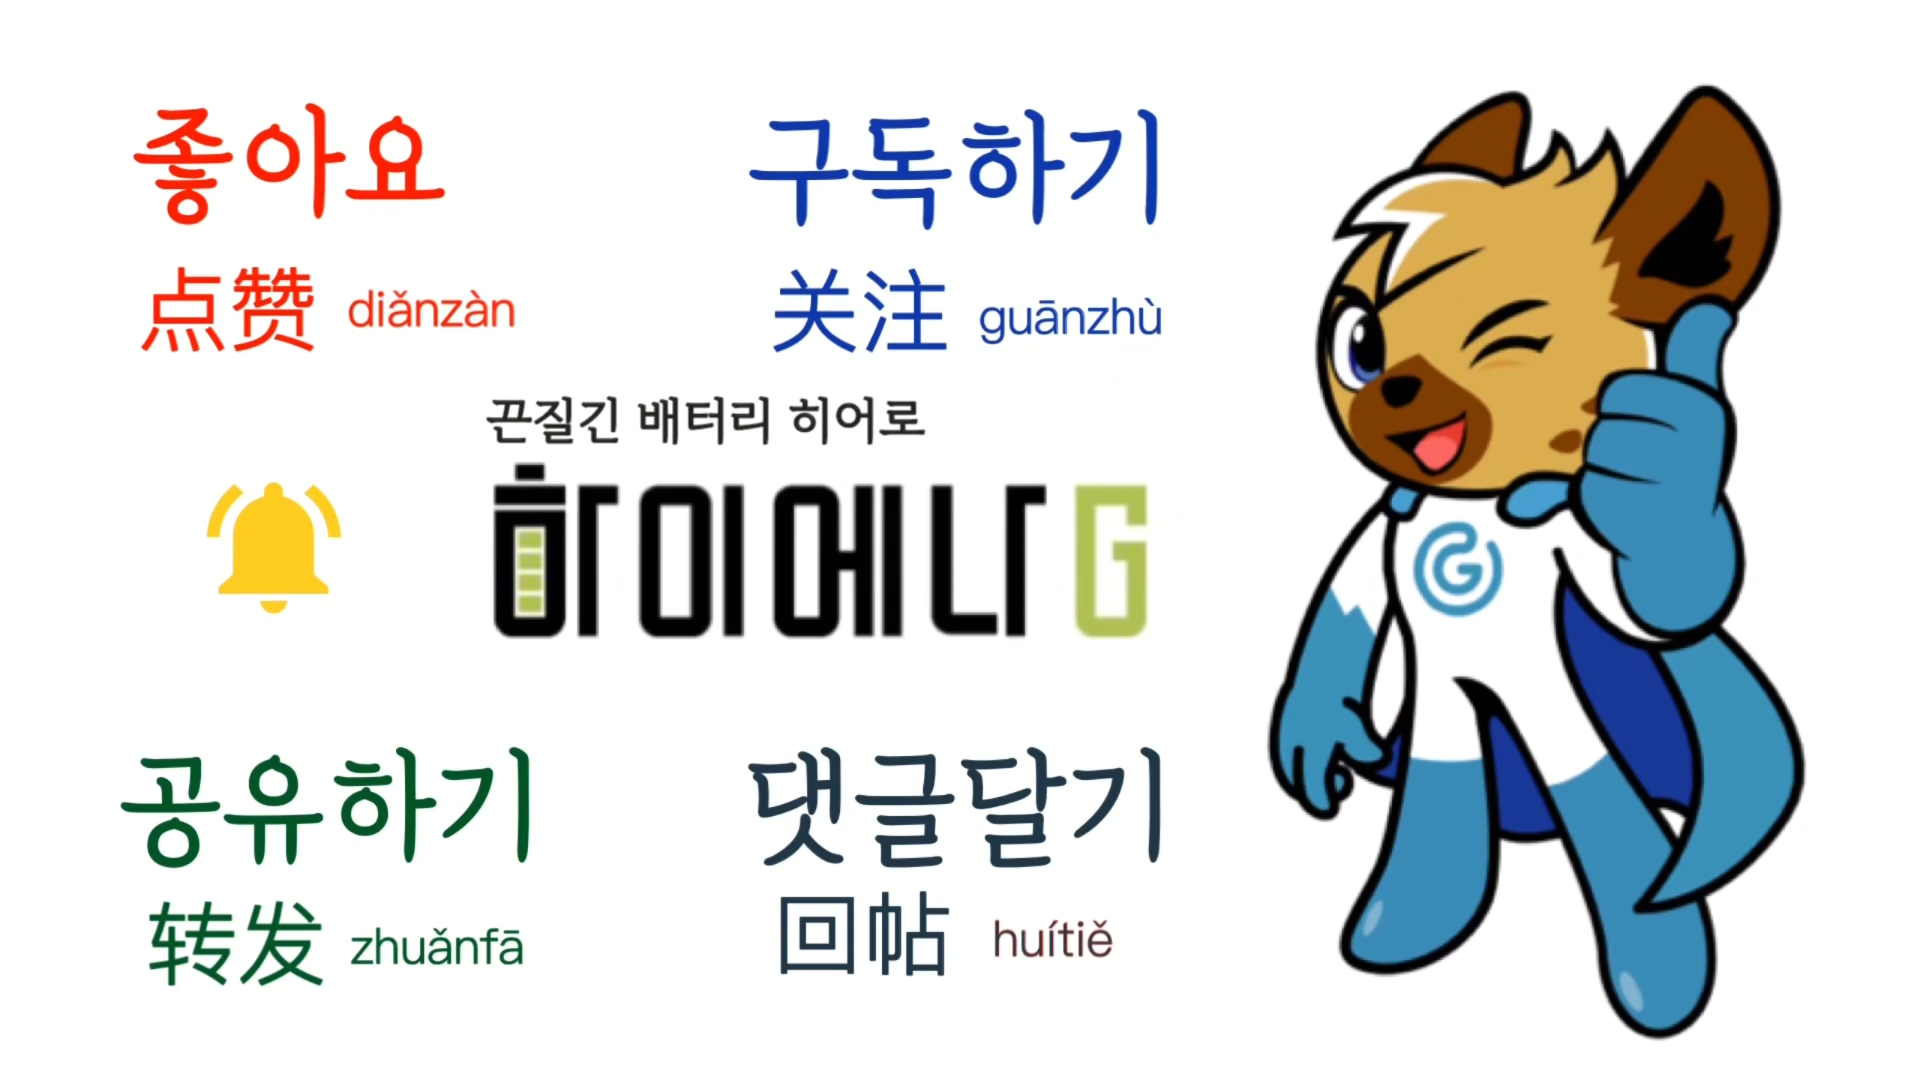 좋아요
点赞 diǎnzàn
구독하기
关注 guānzhù
끈질긴 배터리 히어로
하이에나G
공유하기
转发 zhuǎnfā
댓글달기
回帖 huítiě
G